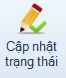 Cập nhật
trạng thái